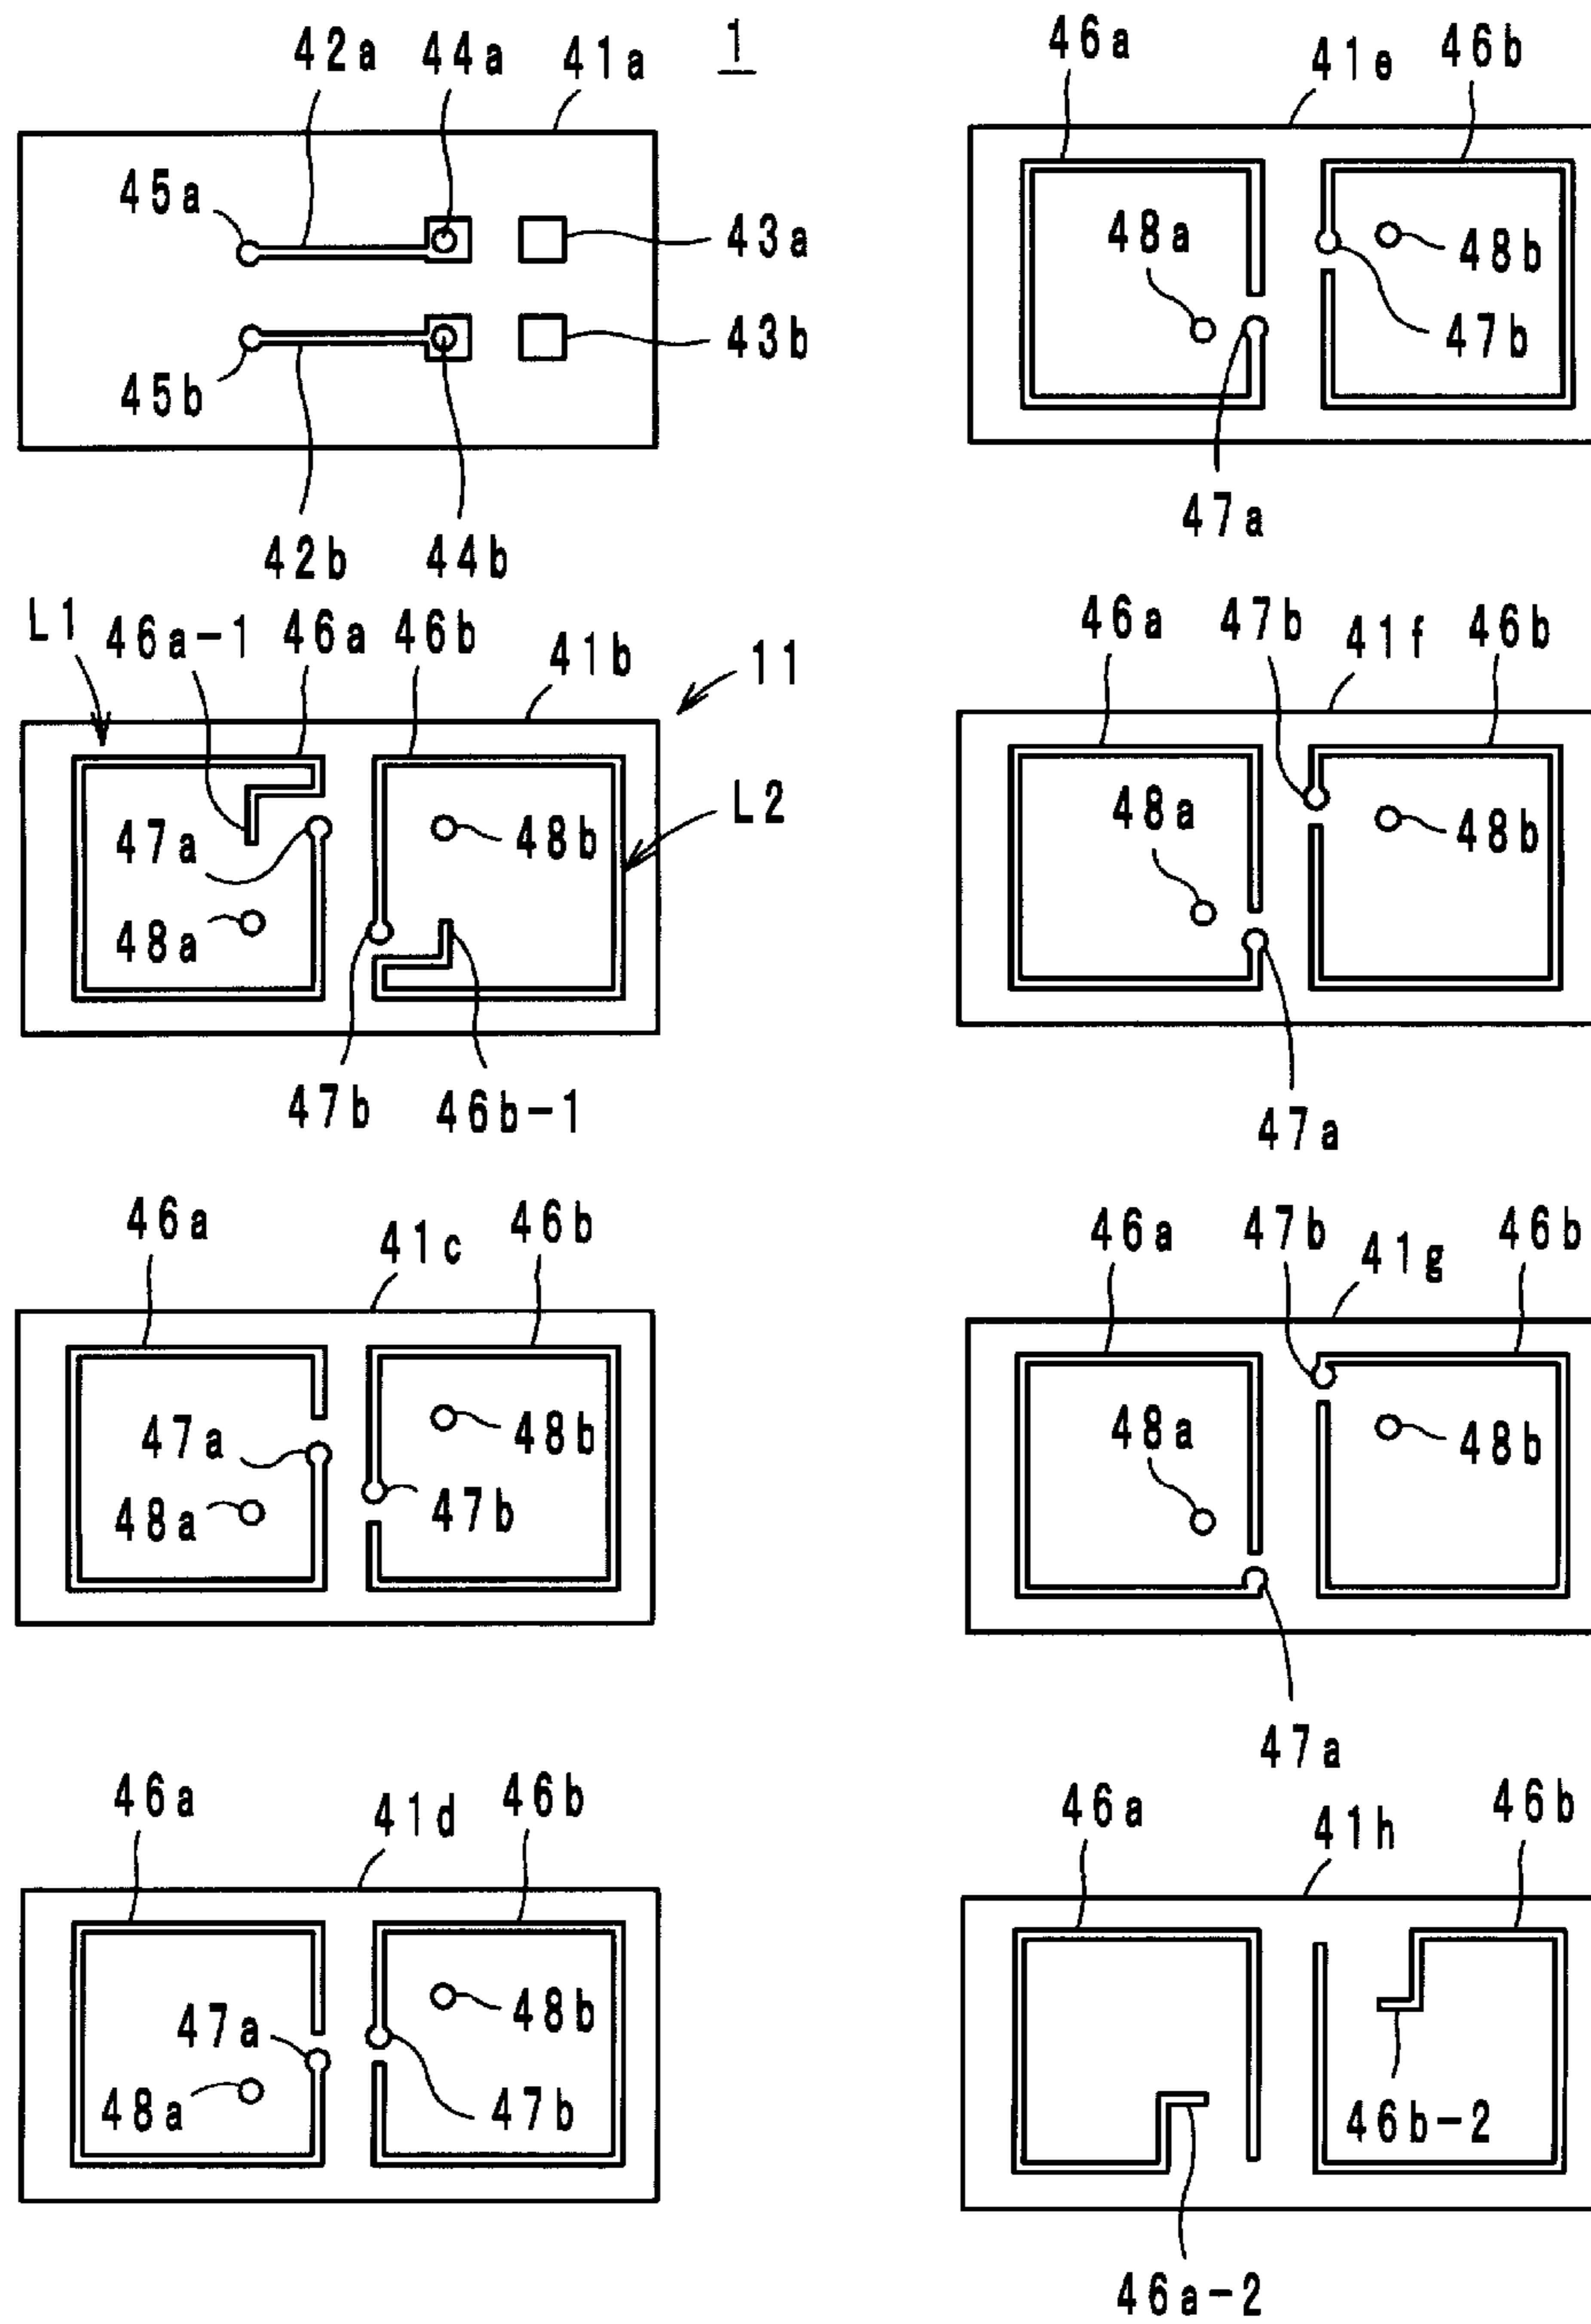 42a 44a 41a 1
45a
43a
43b
45b
42b 44b
46a 41e 46b
48a 48b
47b
47a
L1 46a-1 46a 46b 41b 11
L2
47a 48b
48a
47b 46b-1
46a 47b 41f 46b
48a 48b
47a
46a 41c 46b
47a 48b
48a 47b
46a 47b 41g 46b
48a 48b
47a
46a 41d 46b
47a 48b
48a 47b
46a 41h 46b
46b-2
46a-2